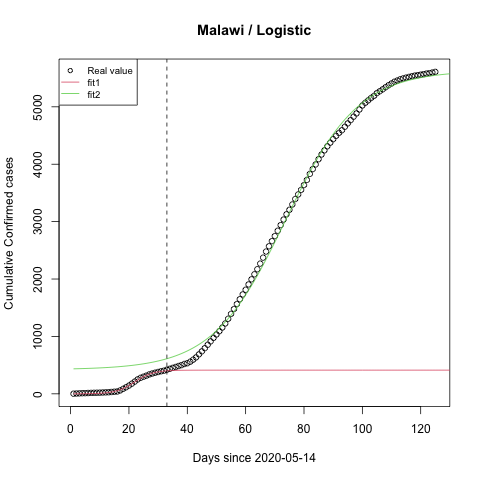 Malawi / Logistic
Real value
fit1
fit2
Cumulative Confirmed cases
5000
4000
3000
2000
1000
0
0 20 40 60 80 100 120
Days since 2020-05-14